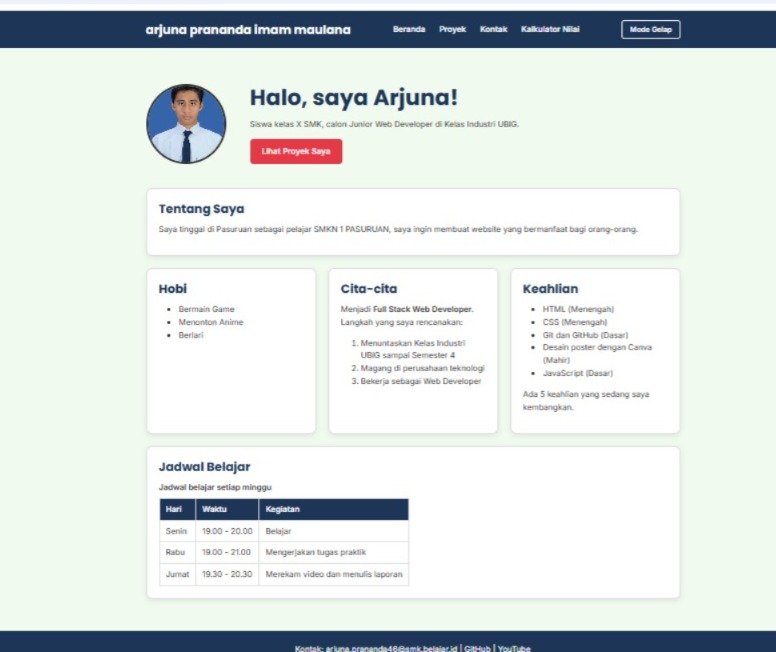 arjuna prananda imam maulana
Beranda Proyek Kontak Kalkulator Nilai Mode Gelap
Halo, saya Arjuna!
Siswa kelas X SMK, calon Junior Web Developer di Kelas Industri UBIG.
Lihat Proyek Saya
Tentang Saya
Saya tinggal di Pasuruan sebagai pelajar SMKN 1 PASURUAN, saya ingin membuat website yang bermanfaat bagi orang-orang.
Hobi
• Bermain Game
• Menonton Anime
• Berlari
Cita-cita
Menjadi Full Stack Web Developer.
Langkah yang saya rencanakan:
1. Menuntaskan Kelas Industri
UBIG sampai Semester 4
2. Magang di perusahaan teknologi
3. Bekerja sebagai Web Developer
Keahlian
• HTML (Menengah)
• CSS (Menengah)
• Git dan GitHub (Dasar)
• Desain poster dengan Canva
(Mahir)
• JavaScript (Dasar)
Ada 5 keahlian yang sedang saya
kembangkan.
Jadwal Belajar
Jadwal belajar setiap minggu
Hari Waktu Kegiatan
Senin 19.00 - 20.00 Belajar
Rabu 19.00 - 21.00 Mengerjakan tugas praktik
Jumat 19.30 - 20.30 Merekam video dan menulis laporan
Kontak: arjuna.prananda46@smk.belajar.id | GitHub | YouTube